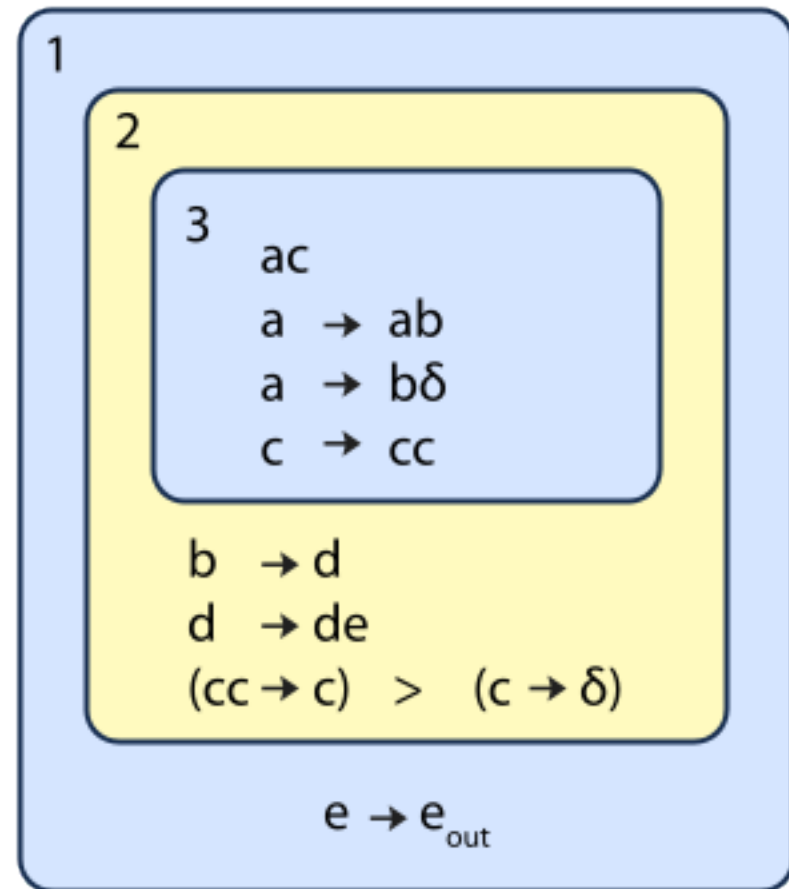 1
2
3
ac
a → ab
a → bδ
c → cc
b → d
d → de
(cc → c) > (c → δ)
e → e_out